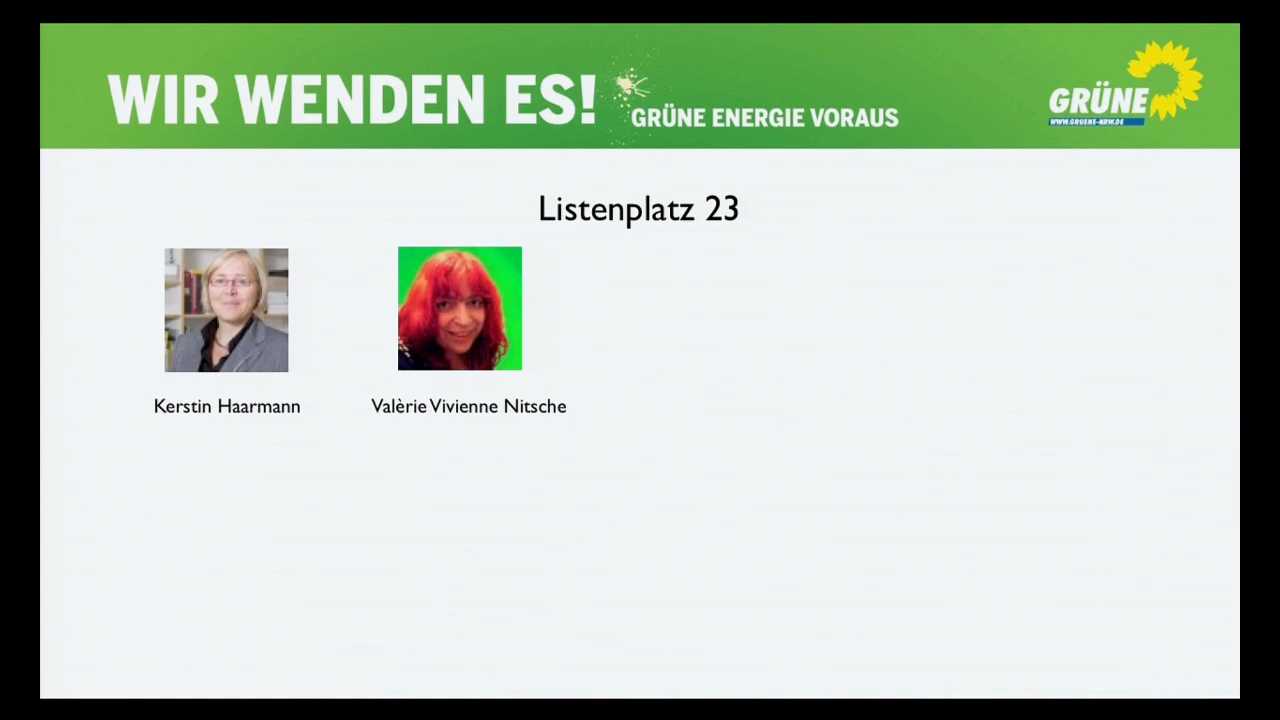 WIR WENDEN ES!
GRÜNE ENERGIE VORAUS
GRÜNE
WWW.GRUENE-NRW.DE
Listenplatz 23
Kerstin Haarmann
Valèrie Vivienne Nitsche